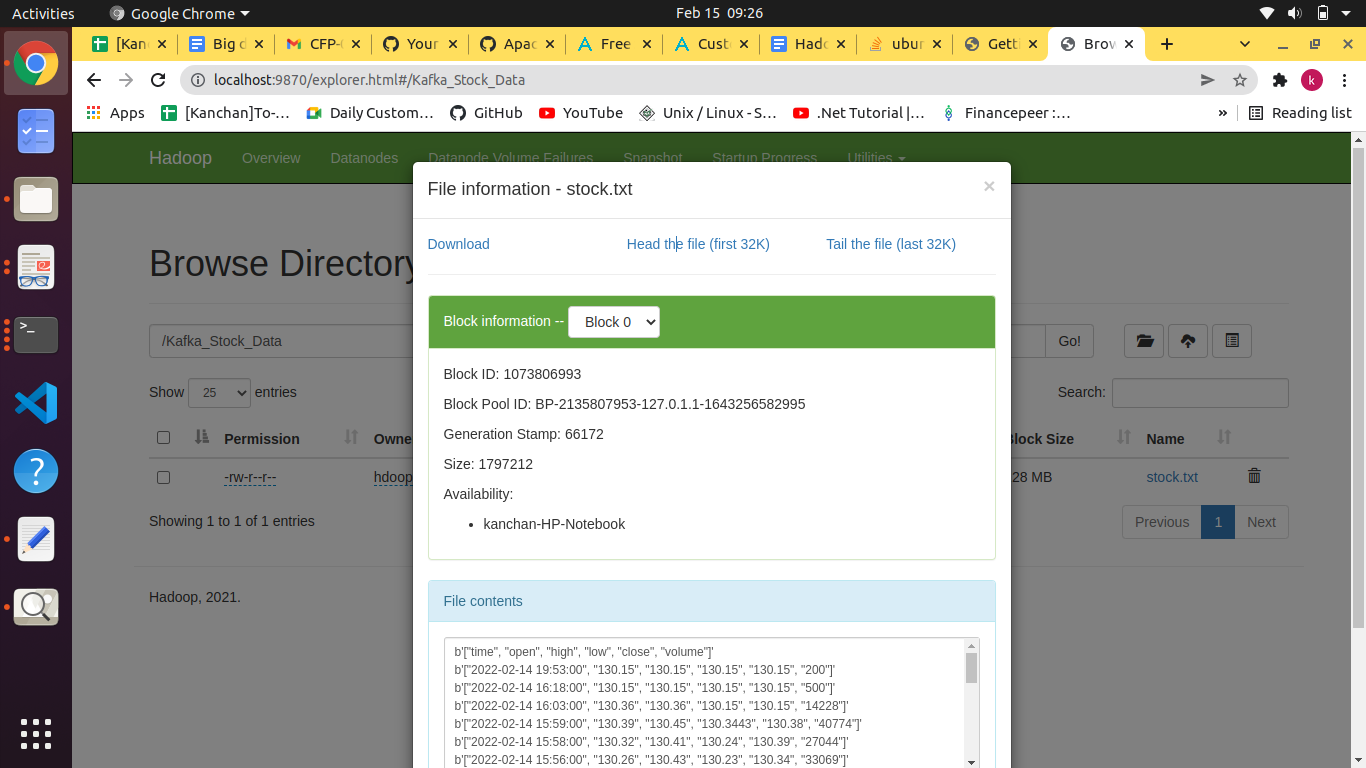 Activities Google Chrome Feb 15 09:26
[Kan Big d CFP- Your Apac Free Cust Had ubun Getti Brow
localhost:9870/explorer.html#/Kafka_Stock_Data k
Apps [Kanchan]To-… Daily Custom… GitHub YouTube Unix / Linux - S… .Net Tutorial |… Financepeer :… » Reading list
Hadoop Overview Datanodes Datanode Volume Failures Snapshot Startup Progress Utilities
File information - stock.txt ×
Download Head the file (first 32K) Tail the file (last 32K)
Browse Directory
Block information -- Block 0
/Kafka_Stock_Data Go!
Block ID: 1073806993
Show 25 entries Search:
Block Pool ID: BP-2135807953-127.0.1.1-1643256582995
Generation Stamp: 66172
Permission Owne Block Size Name
Size: 1797212
-rw-r--r-- hdoop 28 MB stock.txt
Availability:
kanchan-HP-Notebook
Showing 1 to 1 of 1 entries Previous 1 Next
Hadoop, 2021.
File contents
b'["time", "open", "high", "low", "close", "volume"]'
b'["2022-02-14 19:53:00", "130.15", "130.15", "130.15", "130.15", "200"]'
b'["2022-02-14 16:18:00", "130.15", "130.15", "130.15", "130.15", "500"]'
b'["2022-02-14 16:03:00", "130.36", "130.36", "130.15", "130.15", "14228"]'
b'["2022-02-14 15:59:00", "130.39", "130.45", "130.3443", "130.38", "40774"]'
b'["2022-02-14 15:58:00", "130.32", "130.41", "130.24", "130.39", "27044"]'
b'["2022-02-14 15:56:00", "130.26", "130.43", "130.23", "130.34", "33069"]'